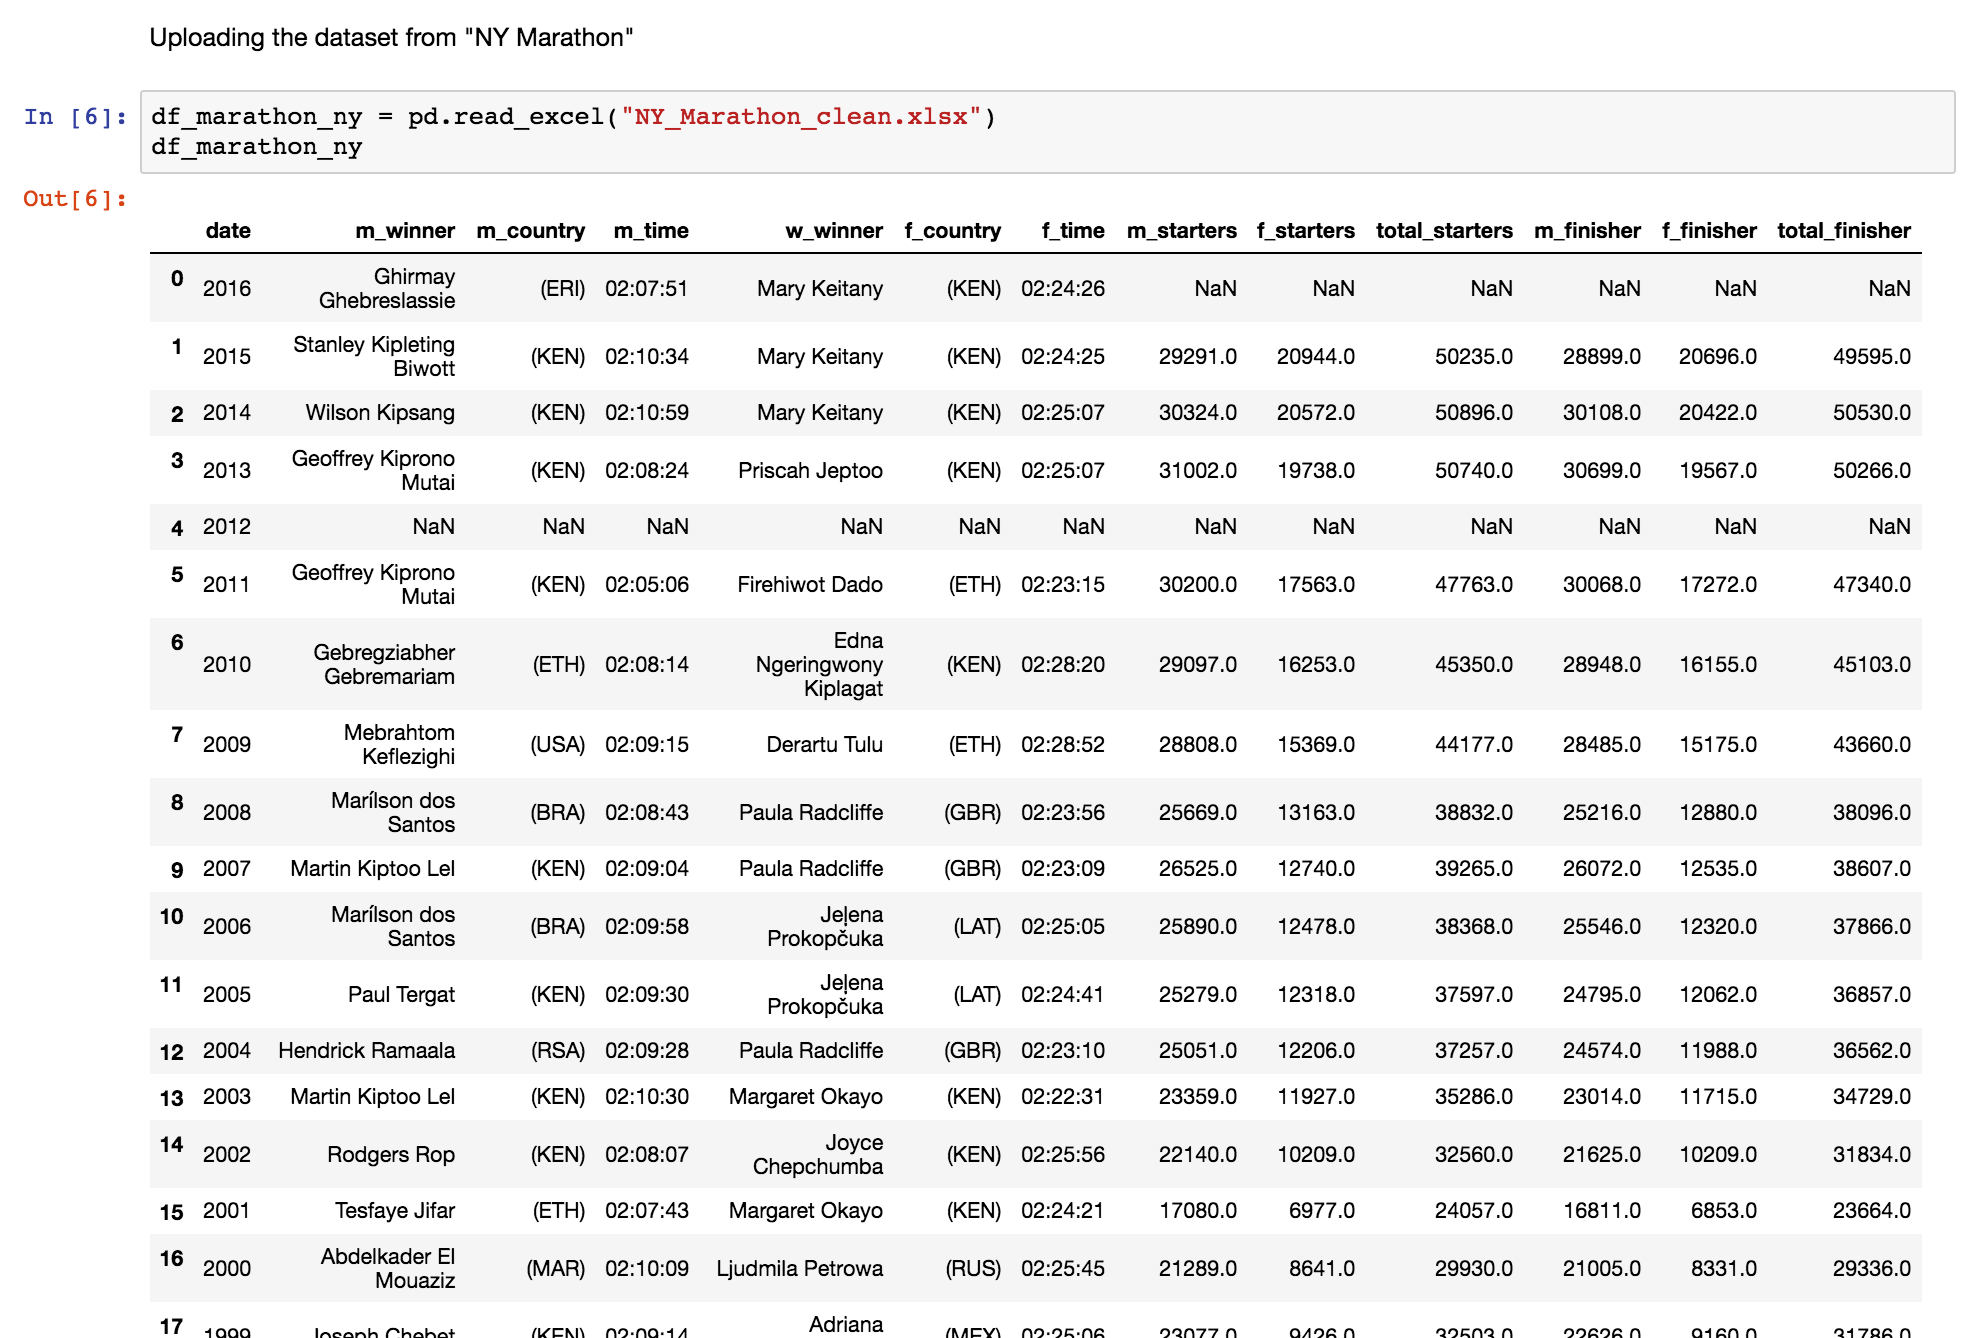 Uploading the dataset from "NY Marathon"
In [6]: df_marathon_ny = pd.read_excel("NY_Marathon_clean.xlsx")
df_marathon_ny
Out[6]:
date m_winner m_country m_time w_winner f_country f_time m_starters f_starters total_starters m_finisher f_finisher total_finisher
0 2016 Ghirmay Ghebreslassie (ERI) 02:07:51 Mary Keitany (KEN) 02:24:26 NaN NaN NaN NaN NaN NaN
1 2015 Stanley Kipleting Biwott (KEN) 02:10:34 Mary Keitany (KEN) 02:24:25 29291.0 20944.0 50235.0 28899.0 20696.0 49595.0
2 2014 Wilson Kipsang (KEN) 02:10:59 Mary Keitany (KEN) 02:25:07 30324.0 20572.0 50896.0 30108.0 20422.0 50530.0
3 2013 Geoffrey Kiprono Mutai (KEN) 02:08:24 Priscah Jeptoo (KEN) 02:25:07 31002.0 19738.0 50740.0 30699.0 19567.0 50266.0
4 2012 NaN NaN NaN NaN NaN NaN NaN NaN NaN NaN NaN NaN
5 2011 Geoffrey Kiprono Mutai (KEN) 02:05:06 Firehiwot Dado (ETH) 02:23:15 30200.0 17563.0 47763.0 30068.0 17272.0 47340.0
6 2010 Gebregziabher Gebremariam (ETH) 02:08:14 Edna Ngeringwony Kiplagat (KEN) 02:28:20 29097.0 16253.0 45350.0 28948.0 16155.0 45103.0
7 2009 Mebrahtom Keflezighi (USA) 02:09:15 Derartu Tulu (ETH) 02:28:52 28808.0 15369.0 44177.0 28485.0 15175.0 43660.0
8 2008 Marílson dos Santos (BRA) 02:08:43 Paula Radcliffe (GBR) 02:23:56 25669.0 13163.0 38832.0 25216.0 12880.0 38096.0
9 2007 Martin Kiptoo Lel (KEN) 02:09:04 Paula Radcliffe (GBR) 02:23:09 26525.0 12740.0 39265.0 26072.0 12535.0 38607.0
10 2006 Marílson dos Santos (BRA) 02:09:58 Jeļena Prokopčuka (LAT) 02:25:05 25890.0 12478.0 38368.0 25546.0 12320.0 37866.0
11 2005 Paul Tergat (KEN) 02:09:30 Jeļena Prokopčuka (LAT) 02:24:41 25279.0 12318.0 37597.0 24795.0 12062.0 36857.0
12 2004 Hendrick Ramaala (RSA) 02:09:28 Paula Radcliffe (GBR) 02:23:10 25051.0 12206.0 37257.0 24574.0 11988.0 36562.0
13 2003 Martin Kiptoo Lel (KEN) 02:10:30 Margaret Okayo (KEN) 02:22:31 23359.0 11927.0 35286.0 23014.0 11715.0 34729.0
14 2002 Rodgers Rop (KEN) 02:08:07 Joyce Chepchumba (KEN) 02:25:56 22140.0 10209.0 32560.0 21625.0 10209.0 31834.0
15 2001 Tesfaye Jifar (ETH) 02:07:43 Margaret Okayo (KEN) 02:24:21 17080.0 6977.0 24057.0 16811.0 6853.0 23664.0
16 2000 Abdelkader El Mouaziz (MAR) 02:10:09 Ljudmila Petrowa (RUS) 02:25:45 21289.0 8641.0 29930.0 21005.0 8331.0 29336.0
17 1999 Joseph Chebet (KEN) 02:09:14 Adriana (MEX) 02:25:06 23077.0 9426.0 32503.0 22626.0 9160.0 31786.0